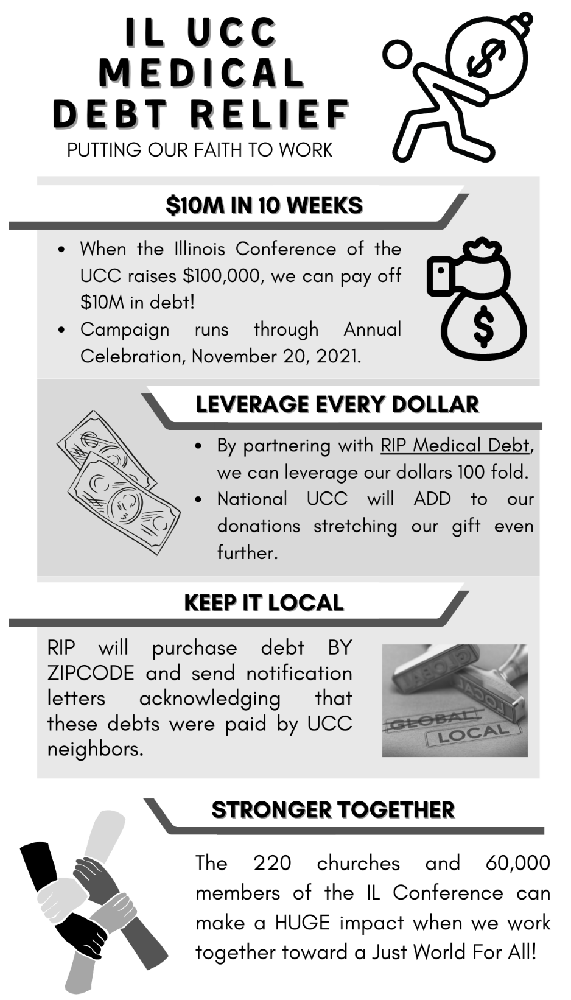 IL UCC
MEDICAL
DEBT RELIEF
PUTTING OUR FAITH TO WORK
$
$10M IN 10 WEEKS
• When the Illinois Conference of the
UCC raises $100,000, we can pay off
$10M in debt!
• Campaign runs through Annual
Celebration, November 20, 2021.
$
LEVERAGE EVERY DOLLAR
• By partnering with RIP Medical Debt,
we can leverage our dollars 100 fold.
• National UCC will ADD to our
donations stretching our gift even
further.
KEEP IT LOCAL
RIP will purchase debt BY
ZIPCODE and send notification
letters acknowledging that
these debts were paid by UCC
neighbors.
GLOBAL
LOCAL
GLOBAL
LOCAL
STRONGER TOGETHER
The 220 churches and 60,000
members of the IL Conference can
make a HUGE impact when we work
together toward a Just World For All!